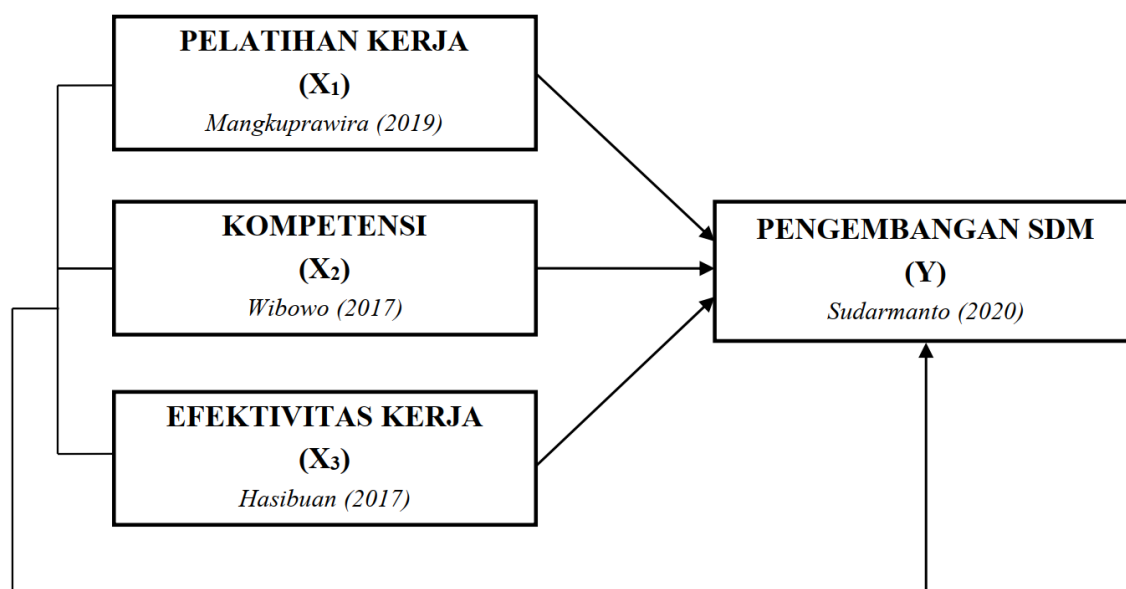 PELATIHAN KERJA
(X₁)
Mangkuprawira (2019)
KOMPETENSI
(X₂)
Wibowo (2017)
EFEKTIVITAS KERJA
(X₃)
Hasibuan (2017)
PENGEMBANGAN SDM
(Y)
Sudarmanto (2020)